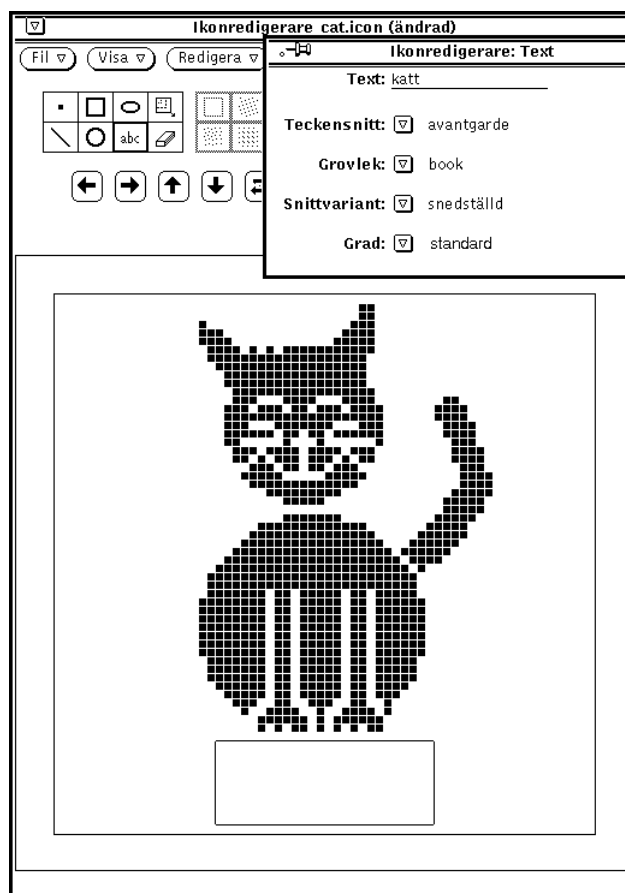 Ikonredigerare cat.icon (ändrad)
Fil Visa Redigera
abc
Ikonredigerare: Text
Text: katt
Teckensnitt: avantgarde
Grovlek: book
Snittvariant: snedställd
Grad: standard